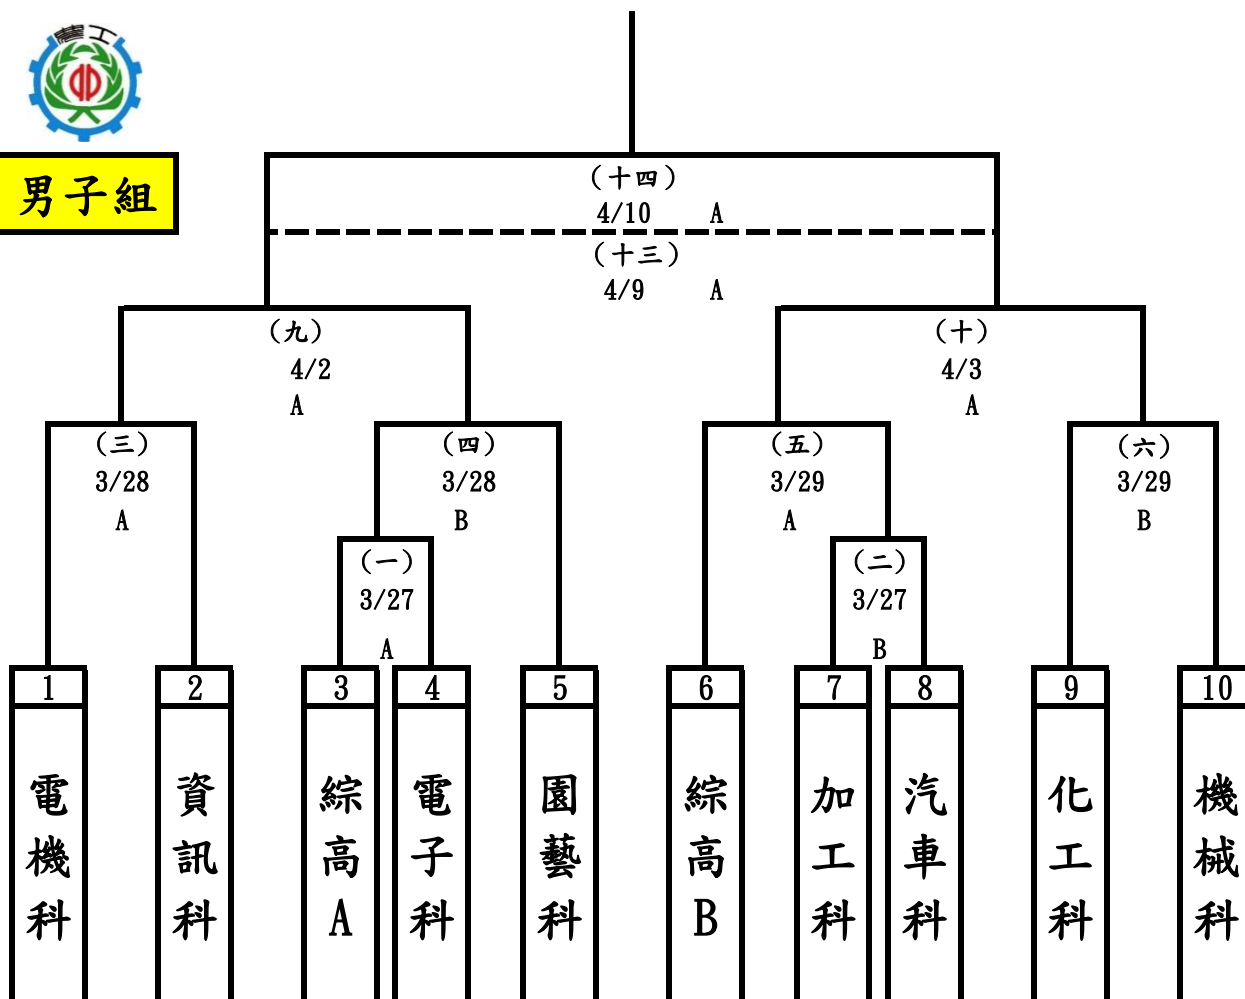 農工
男子組
(十四)
4/10 A
(十三)
4/9 A
(九)
4/2
A
(十)
4/3
A
(三)
3/28
A
(四)
3/28
B
(五)
3/29
A
(六)
3/29
B
(一)
3/27
A
(二)
3/27
B
1
2
3
4
5
6
7
8
9
10
電機科
資訊科
綜高A
電子科
園藝科
綜高B
加工科
汽車科
化工科
機械科